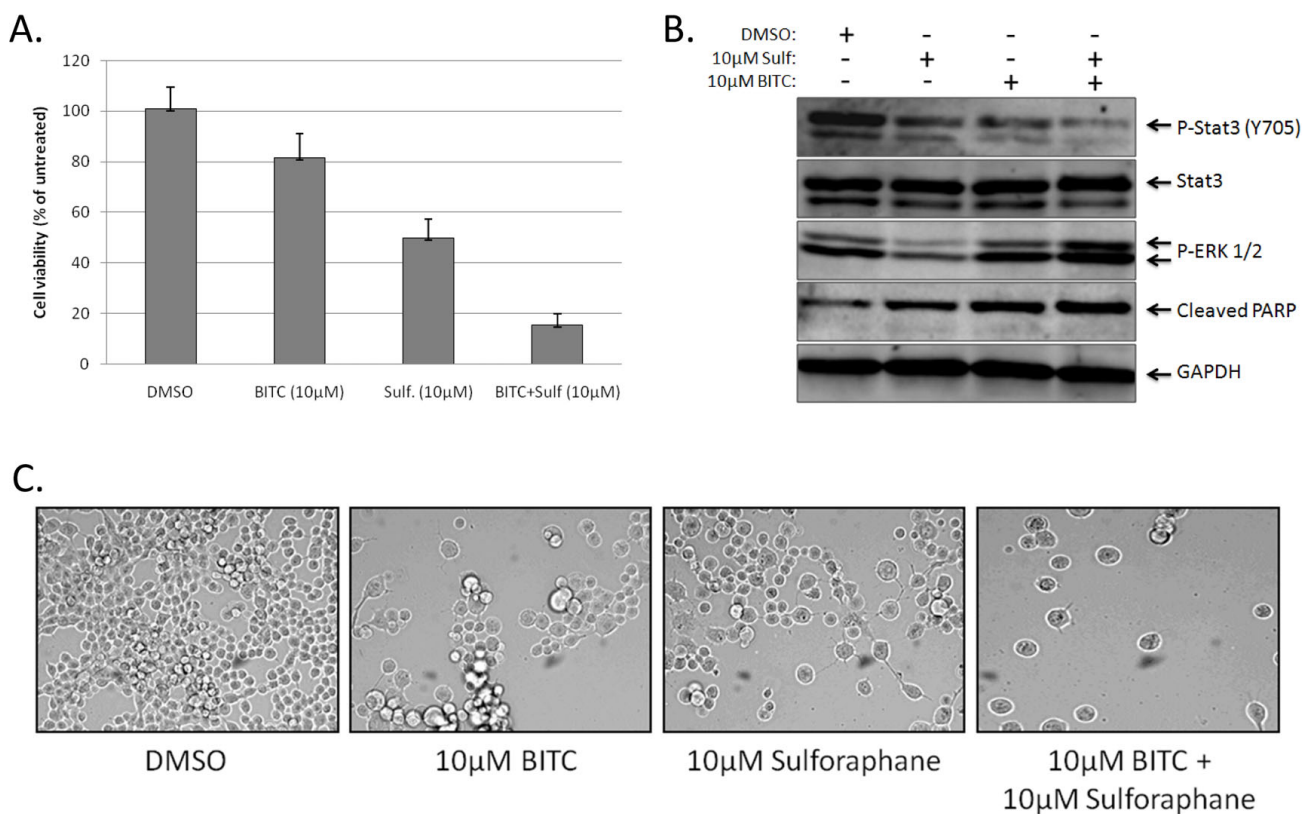 A.
120
100
80
60
40
20
0
Cell viability (% of untreated)
DMSO
BITC (10μM)
Sulf. (10μM)
BITC+Sulf (10μM)
B.
DMSO: + - - -
10μM Sulf: - + - +
10μM BITC: - - + +
P-Stat3 (Y705)
Stat3
P-ERK 1/2
Cleaved PARP
GAPDH
C.
DMSO
10μM BITC
10μM Sulforaphane
10μM BITC +
10μM Sulforaphane